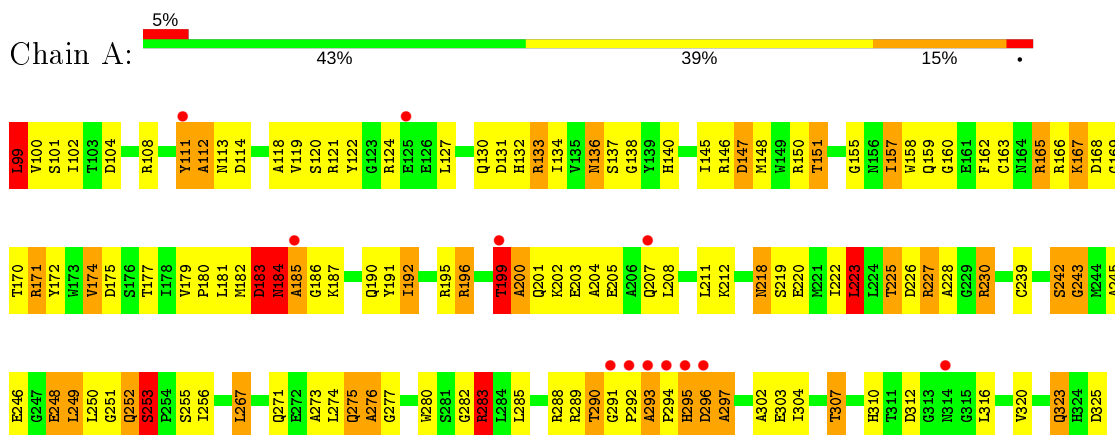 5%
Chain A:
43% 39% 15% •
L99 V100 S101 I102 T103 D104 R108 Y111 A112 N113 D114 A118 V119 S120 R121 Y122 G123 R124 E125 E126 L127 Q130 D131 H132 R133 I134 V135 N136 S137 G138 Y139 H140 I145 R146 D147 M148 W149 R150 T151 G155 N156 I157 W158 Q159 G160 E161 F162 C163 N164 R165 R166 K167 D168 G169
T170 R171 Y172 W173 V174 D175 S176 T177 I178 V179 P180 L181 M182 D183 N184 A185 G186 K187 Q190 Y191 I192 R195 R196 T199 A200 Q201 K202 E203 A204 E205 A206 Q207 L208 L211 K212 N218 S219 E220 M221 I222 L223 L224 T225 D226 R227 A228 G229 R230 C239 S242 G243 M244 A245
E246 G247 E248 L249 L250 G251 Q252 S253 P254 S255 I256 L267 Q271 E272 A273 L274 Q275 A276 G277 W280 S281 G282 R283 L284 L285 R288 R289 T290 G291 P292 A293 P294 H295 D296 A297 A302 E303 I304 T307 H310 T311 D312 G313 N314 G315 L316 V320 Q323 H324 D325